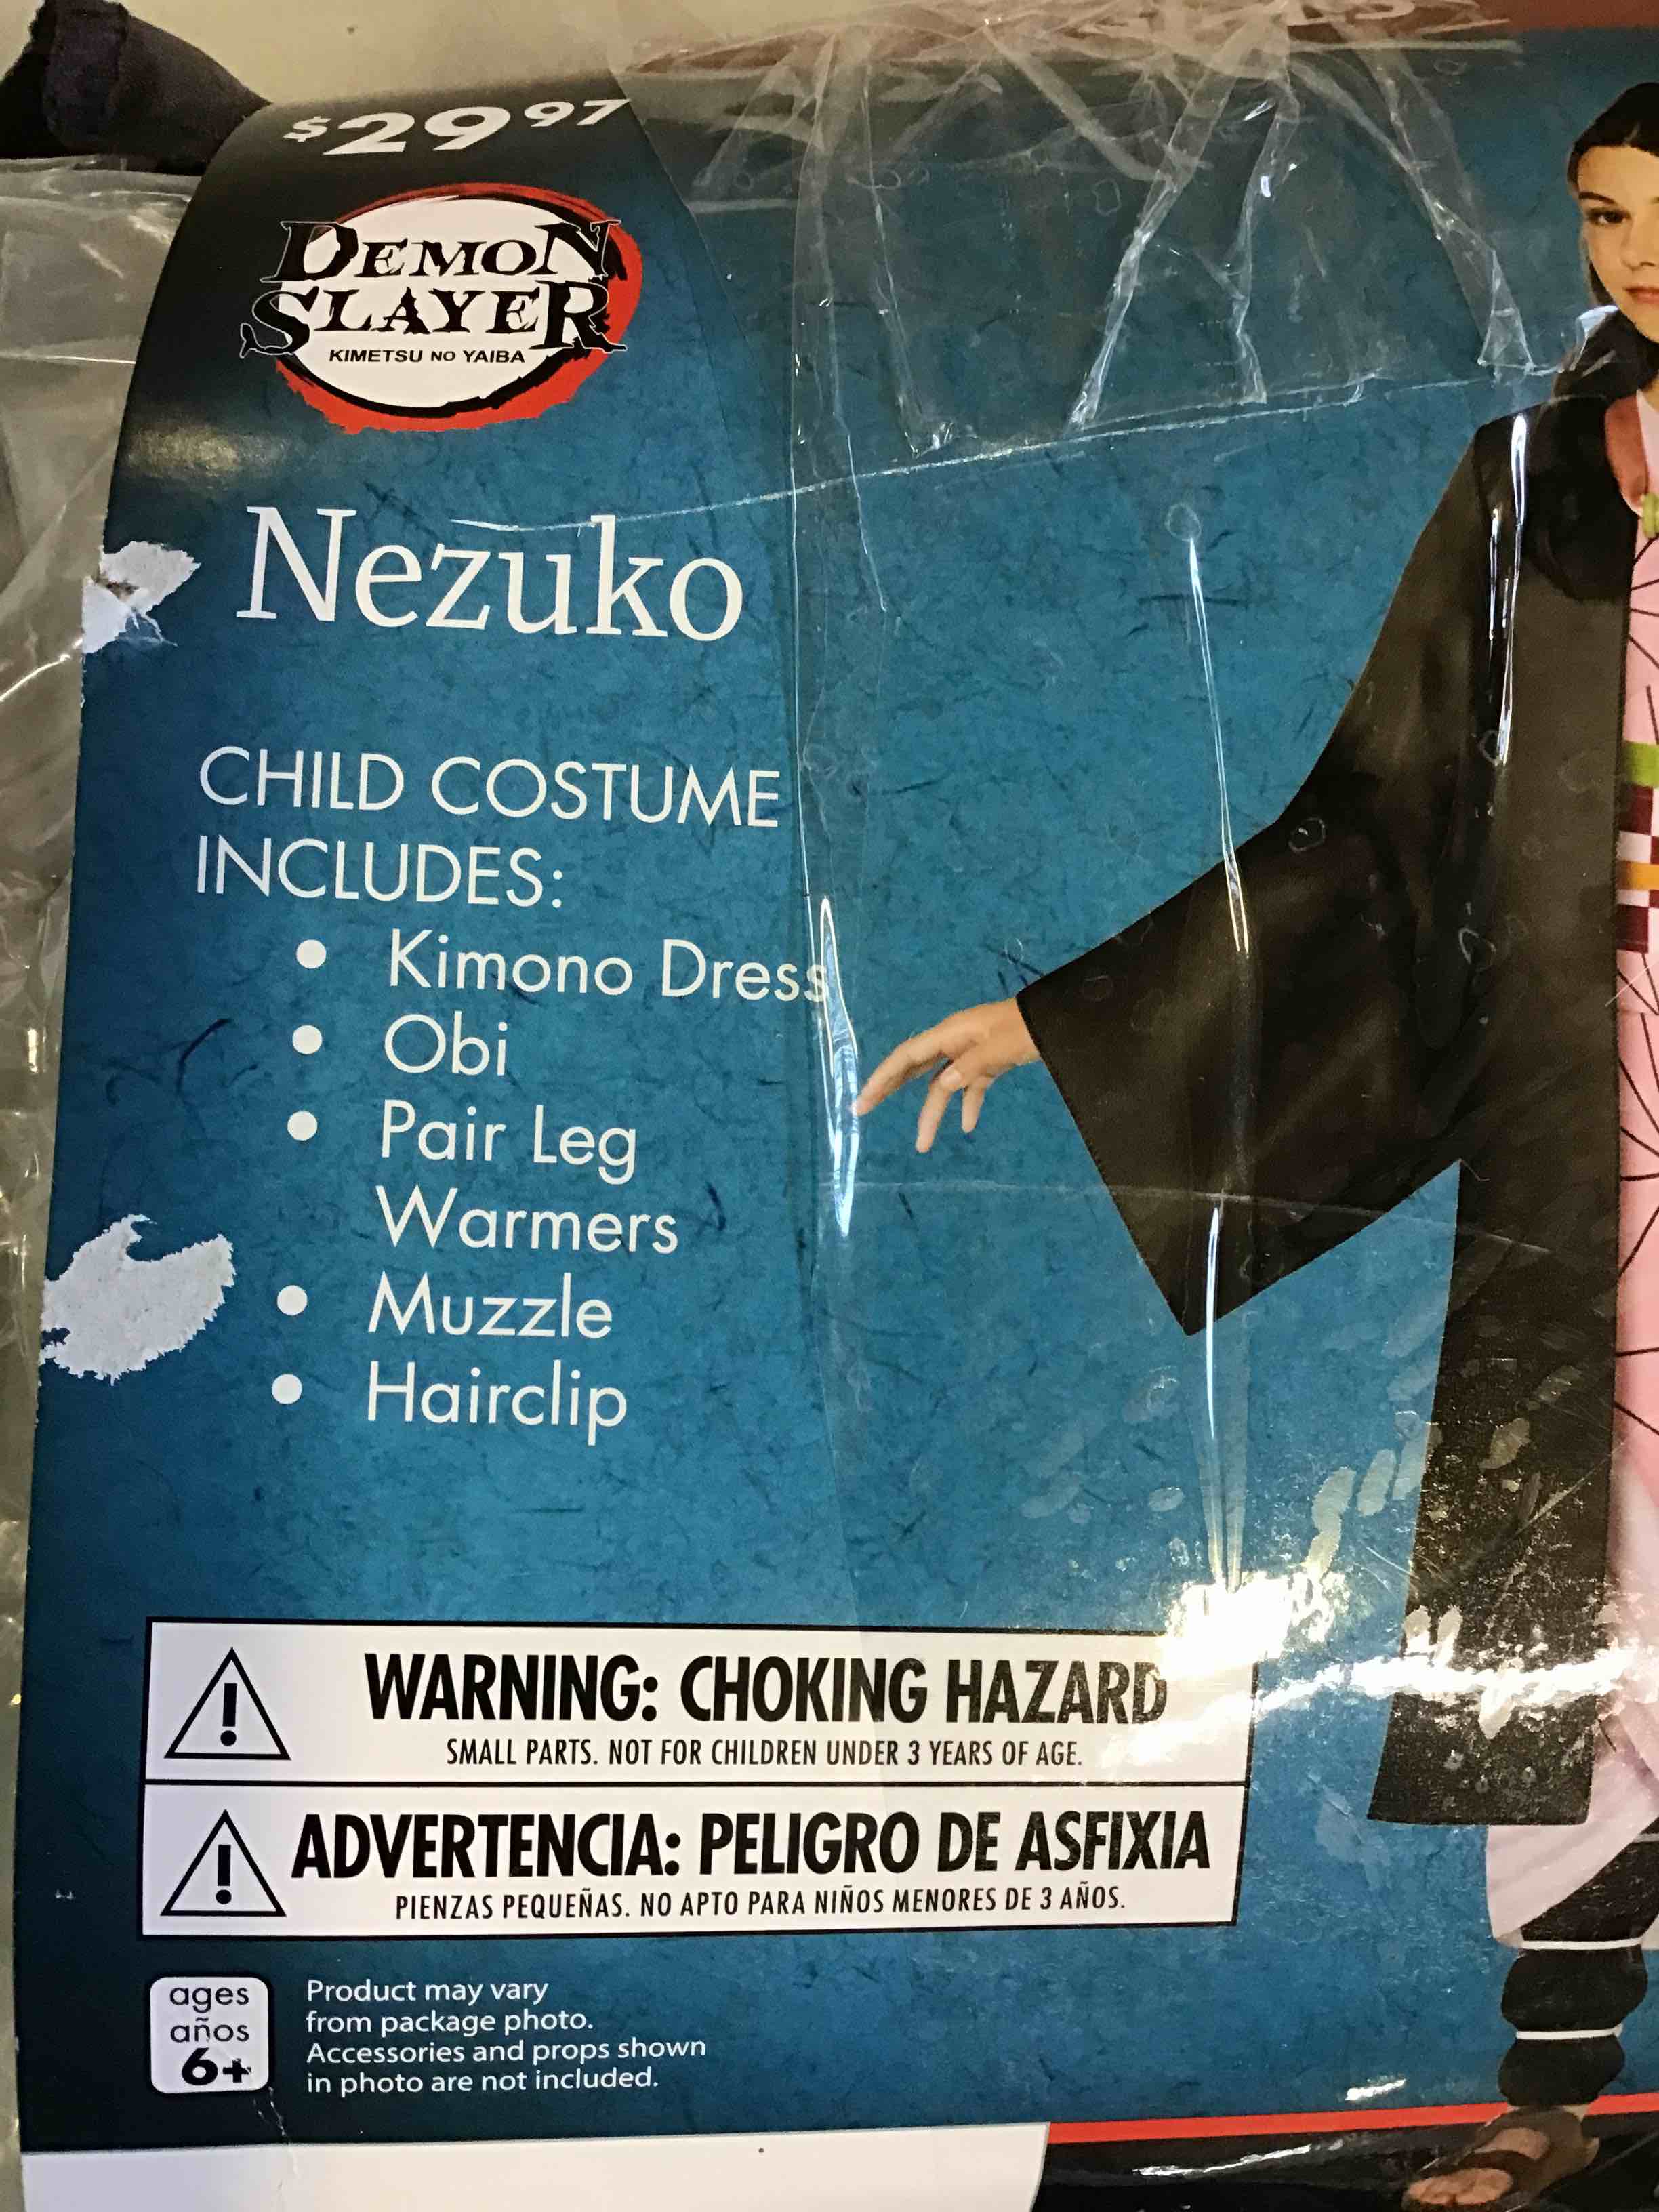 $29.97
DEMON
SLAYER
KIMETSU NO YAIBA
Nezuko
CHILD COSTUME
INCLUDES:
• Kimono Dress
• Obi
• Pair Leg
Warmers
• Muzzle
• Hairclip
WARNING: CHOKING HAZARD
SMALL PARTS. NOT FOR CHILDREN UNDER 3 YEARS OF AGE.
ADVERTENCIA: PELIGRO DE ASFIXIA
PIENZAS PEQUEÑAS. NO APTO PARA NIÑOS MENORES DE 3 AÑOS.
ages
años
6+
Product may vary
from package photo.
Accessories and props shown
in photo are not included.